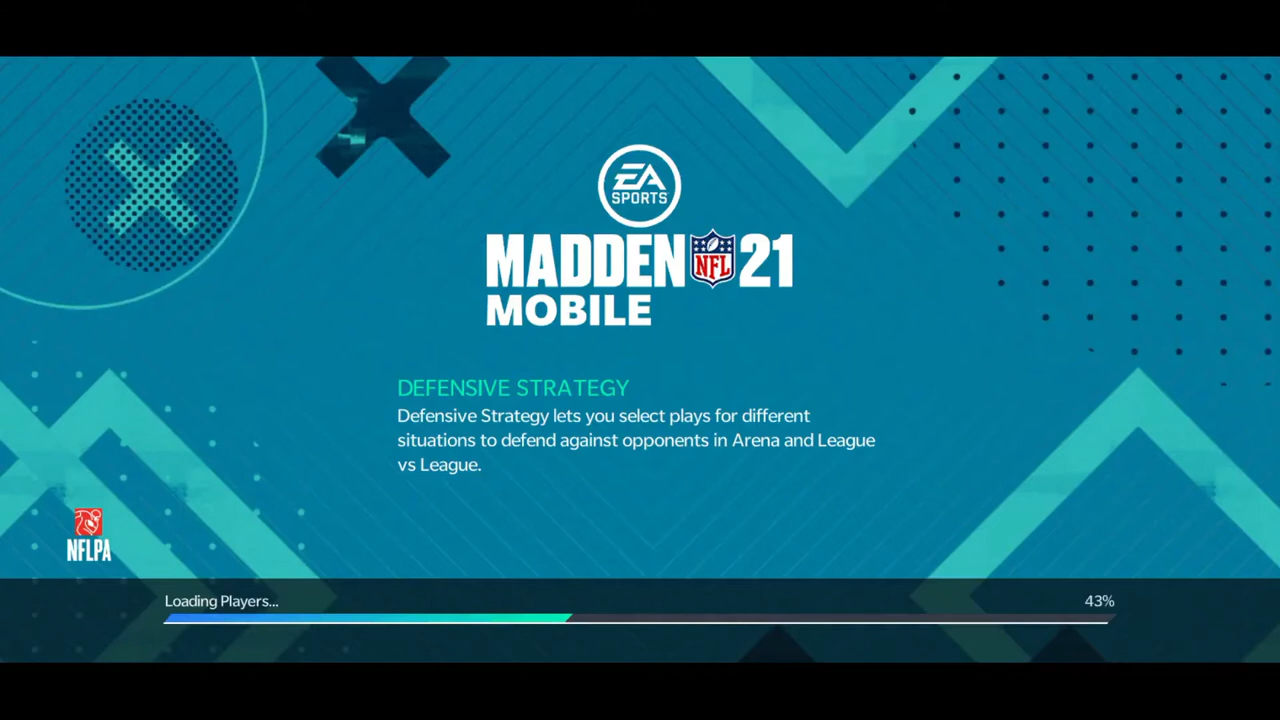 EA
SPORTS
MADDEN NFL 21
MOBILE
DEFENSIVE STRATEGY
Defensive Strategy lets you select plays for different
situations to defend against opponents in Arena and League
vs League.
NFLPA
Loading Players...
43%